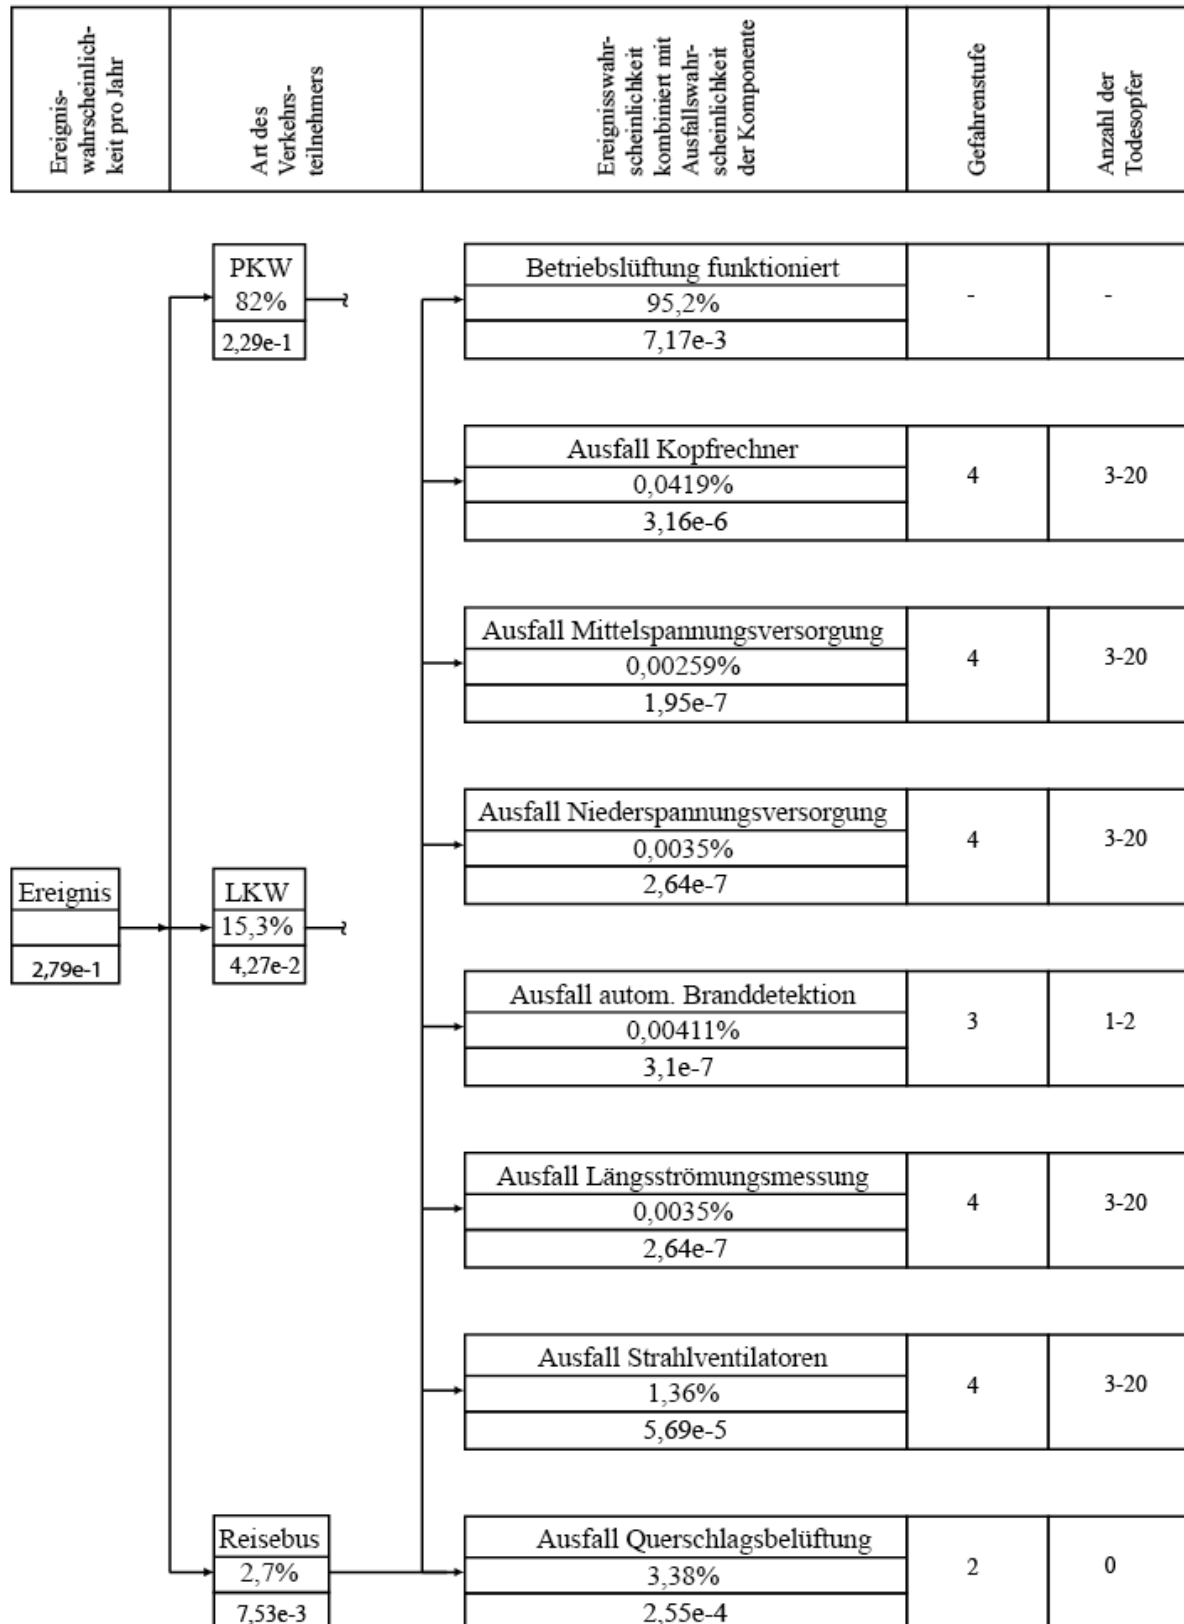 Ereignis-
wahrscheinlich-
keit pro Jahr
Art des
Verkehrs-
teilnehmers
Ereignisswahr-
scheinlichkeit
kombiniert mit
Ausfallswahr-
scheinlichkeit
der Komponente
Gefahrenstufe
Anzahl der
Todesopfer
PKW
82%
2,29e-1
Betriebslüftung funktioniert
95,2%
7,17e-3
-
-
Ausfall Kopfrechner
0,0419%
3,16e-6
4
3-20
Ausfall Mittelspannungsversorgung
0,00259%
1,95e-7
4
3-20
Ausfall Niederspannungsversorgung
0,0035%
2,64e-7
4
3-20
Ereignis
2,79e-1
LKW
15,3%
4,27e-2
Ausfall autom. Branddetektion
0,00411%
3,1e-7
3
1-2
Ausfall Längsströmungsmessung
0,0035%
2,64e-7
4
3-20
Ausfall Strahlventilatoren
1,36%
5,69e-5
4
3-20
Reisebus
2,7%
7,53e-3
Ausfall Querschlagsbelüftung
3,38%
2,55e-4
2
0